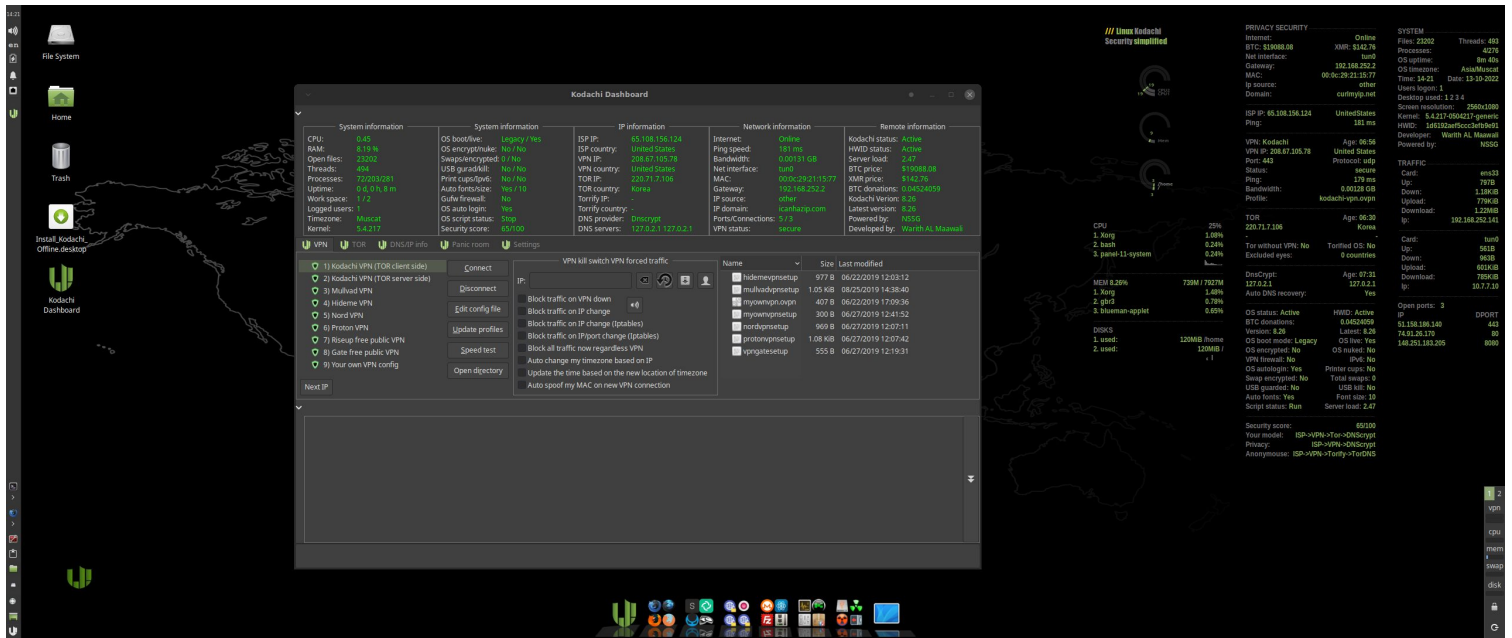 14:21
en
File System
Home
Trash
Install_Kodachi_
Offline.desktop
Kodachi
Dashboard
Kodachi Dashboard
System information
CPU: 0.45
RAM: 8.19 %
Open files: 23202
Threads: 494
Processes: 72/203/281
Uptime: 0 d, 0 h, 8 m
Work space: 1 / 2
Logged users: 1
Timezone: Muscat
Kernel: 5.4.217
System information
OS boot/live: Legacy / Yes
OS encrypt/nuke: No / No
Swaps/encrypted: 0 / No
USB gurad/kill: No / No
Print cups/Ipv6: No / No
Auto fonts/size: Yes / 10
Gufw firewall: No
OS auto login: Yes
OS script status: Stop
Security score: 65/100
IP information
ISP IP: 65.108.156.124
ISP country: United States
VPN IP: 208.67.105.78
VPN country: United States
TOR IP: 220.71.7.106
TOR country: Korea
Torrify IP: -
Torrify country: -
DNS provider: Dnscrypt
DNS servers: 127.0.2.1 127.0.2.1
Network information
Internet: Online
Ping speed: 181 ms
Bandwidth: 0.00131 GB
Net interface: tun0
MAC: 00:0c:29:21:15:77
Gateway: 192.168.252.2
IP source: other
IP domain: icanhazip.com
Ports/Connections: 5 / 3
VPN status: secure
Remote information
Kodachi status: Active
HWID status: Active
Server load: 2.47
BTC price: $19088.08
XMR price: $142.76
BTC donations: 0.04524059
Kodachi Verion: 8.26
Latest version: 8.26
Powered by: NSSG
Developed by: Warith AL Maawali
VPN TOR DNS/IP info Panic room Settings
1) Kodachi VPN (TOR client side)
2) Kodachi VPN (TOR server side)
3) Mullvad VPN
4) Hideme VPN
5) Nord VPN
6) Proton VPN
7) Riseup free public VPN
8) Gate free public VPN
9) Your own VPN config
Next IP
Connect
Disconnect
Edit config file
Update profiles
Speed test
Open directory
VPN kill switch VPN forced traffic
IP:
Block traffic on VPN down
Block traffic on IP change
Block traffic on IP change (Iptables)
Block traffic on IP/port change (Iptables)
Block all traffic now regardless VPN
Auto change my timezone based on IP
Update the time based on the new location of timezone
Auto spoof my MAC on new VPN connection
Name Size Last modified
hidemevpnsetup 977 B 06/22/2019 12:03:12
mullvadvpnsetup 1.05 KiB 08/25/2019 14:38:40
myownvpn.ovpn 407 B 06/22/2019 17:09:36
myownvpnsetup 300 B 06/27/2019 12:41:52
nordvpnsetup 969 B 06/27/2019 12:07:11
protonvpnsetup 1.08 KiB 06/27/2019 12:07:42
vpngatesetup 555 B 06/27/2019 12:19:31
/// Linux Kodachi
Security simplified
/home
CPU 25%
1. Xorg 1.08%
2. bash 0.24%
3. panel-11-system 0.24%
MEM 8.26% 739M / 7927M
1. Xorg 1.48%
2. gbr3 0.78%
3. blueman-applet 0.65%
DISKS
1. used: 120MiB /home
2. used: 120MiB /
PRIVACY SECURITY
Internet: Online
BTC: $19088.08 XMR: $142.76
Net interface: tun0
Gateway: 192.168.252.2
MAC: 00:0c:29:21:15:77
Ip source: other
Domain: curlmyip.net
ISP IP: 65.108.156.124 UnitedStates
Ping: 181 ms
VPN: Kodachi Age: 06:56
VPN IP: 208.67.105.78 United States
Port: 443 Protocol: udp
Status: secure
Ping: 179 ms
Bandwidth: 0.00128 GB
Profile: kodachi-vpn.ovpn
TOR Age: 06:30
220.71.7.106 Korea
- -
Tor without VPN: No Torified OS: No
Excluded eyes: 0 countries
DnsCrypt: Age: 07:31
127.0.2.1 127.0.2.1
Auto DNS recovery: Yes
OS status: Active HWID: Active
BTC donations: 0.04524059
Version: 8.26 Latest: 8.26
OS boot mode: Legacy OS live: Yes
OS encrypted: No OS nuked: No
VPN firewall: No IPv6: No
OS autologin: Yes Printer cups: No
Swap encrypted: No Total swaps: 0
USB guarded: No USB kill: No
Auto fonts: Yes Font size: 10
Script status: Run Server load: 2.47
Security score: 65/100
Your model: ISP->VPN->Tor->DNScrypt
Privacy: ISP->VPN->DNScrypt
Anonymouse: ISP->VPN->Torify->TorDNS
SYSTEM
Files: 23202 Threads: 493
Processes: 4/276
OS uptime: 8m 40s
OS timezone: Asia/Muscat
Time: 14-21 Date: 13-10-2022
Users logon: 1
Desktop used: 1 2 3 4
Screen resolution: 2560x1080
Kernel: 5.4.217-0504217-generic
HWID: 1d6192aef5ccc3efb9e91
Developer: Warith AL Maawali
Powered by: NSSG
TRAFFIC
Card: ens33
Up: 797B
Down: 1.18KiB
Upload: 779KiB
Download: 1.22MiB
Ip: 192.168.252.141
Card: tun0
Up: 561B
Down: 963B
Upload: 601KiB
Download: 785KiB
Ip: 10.7.7.10
Open ports: 3
IP DPORT
51.158.186.140 443
74.91.26.170 80
148.251.183.205 8080
1 2
vpn
cpu
mem
swap
disk